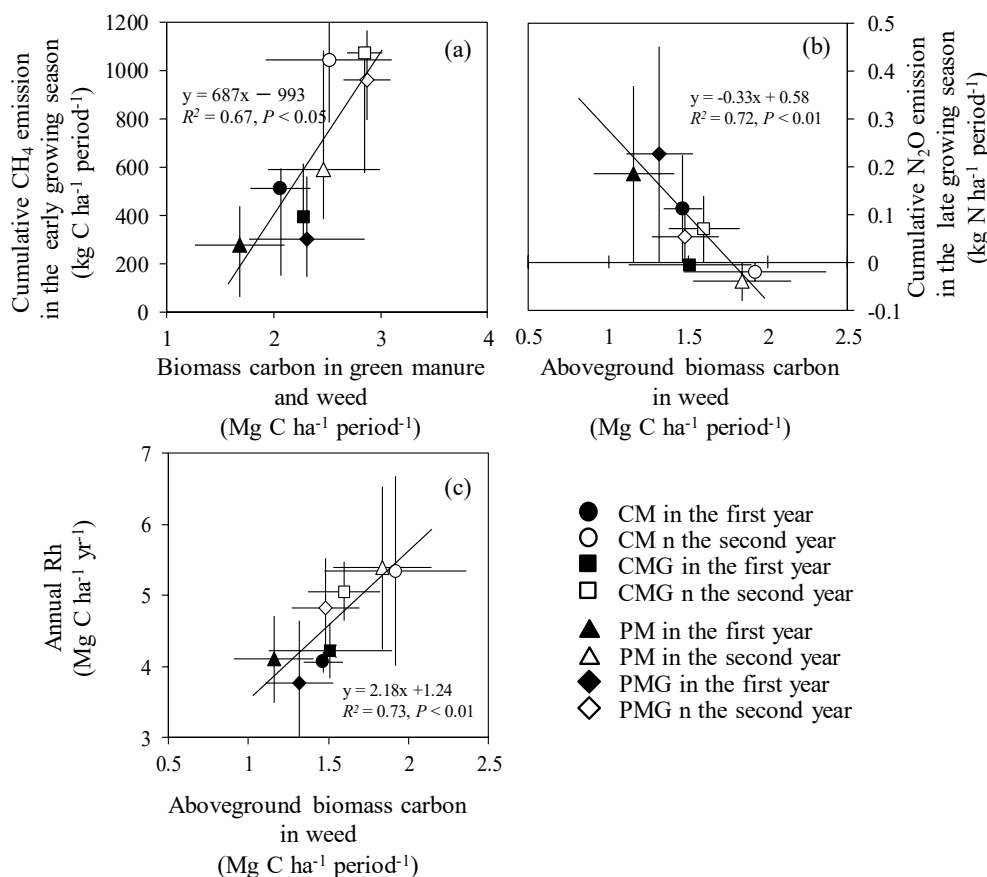 Cumulative CH4 emission
in the early growing season
(kg C ha-1 period-1)
1200
1000
800
600
400
200
0
(a)
y = 687x − 993
R2 = 0.67, P < 0.05
1
2
3
4
Biomass carbon in green manure
and weed
(Mg C ha-1 period-1)
(b)
y = -0.33x + 0.58
R2 = 0.72, P < 0.01
0.5
0.4
0.3
0.2
0.1
0
-0.1
Cumulative N2O emission
in the late growing season
(kg N ha-1 period-1)
0.5
1
1.5
2
2.5
Aboveground biomass carbon
in weed
(Mg C ha-1 period-1)
Annual Rh
(Mg C ha-1 yr-1)
7
6
5
4
3
(c)
y = 2.18x +1.24
R2 = 0.73, P < 0.01
0.5
1
1.5
2
2.5
Aboveground biomass carbon
in weed
(Mg C ha-1 period-1)
CM in the first year
CM n the second year
CMG in the first year
CMG n the second year
PM in the first year
PM in the second year
PMG in the first year
PMG n the second year